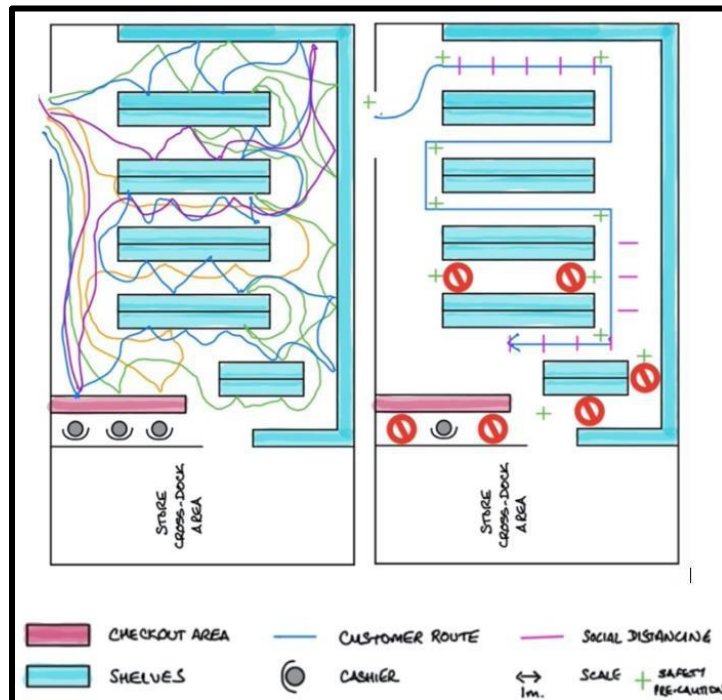 STORE
CROSS-DOCK
AREA
STORE
CROSS-DOCK
AREA
CHECKOUT AREA
CUSTOMER ROUTE
SOCIAL DISTANCING
SHELVES
CASHIER
1m.
SCALE
SAFETY
PRE-CAUTION